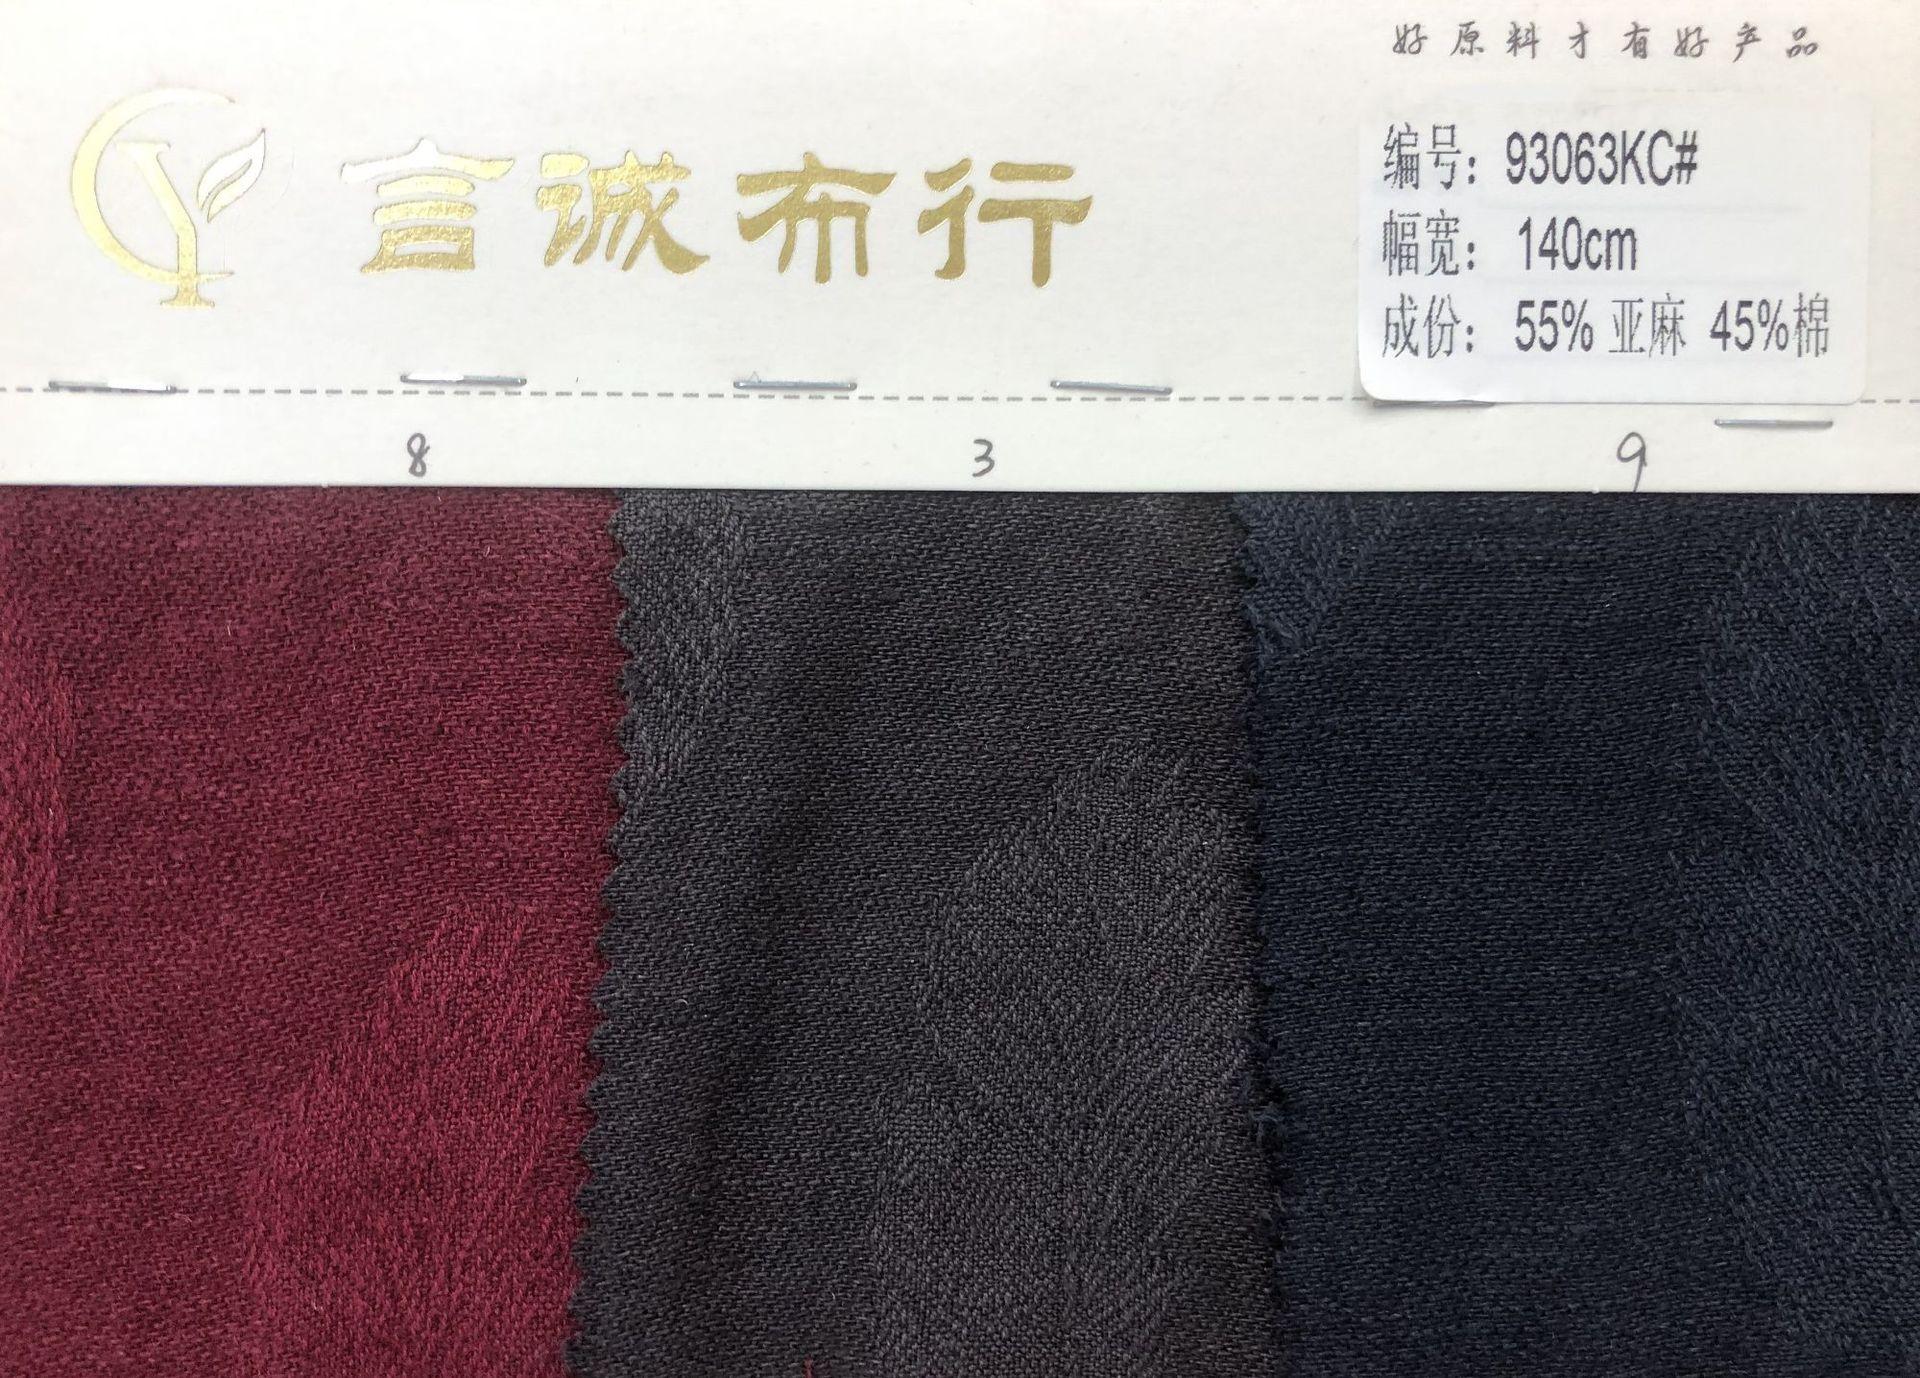 好原料才有好产品
言诚布行
编号: 93063KC#
幅宽: 140cm
成份: 55% 亚麻 45%棉
8 3 9